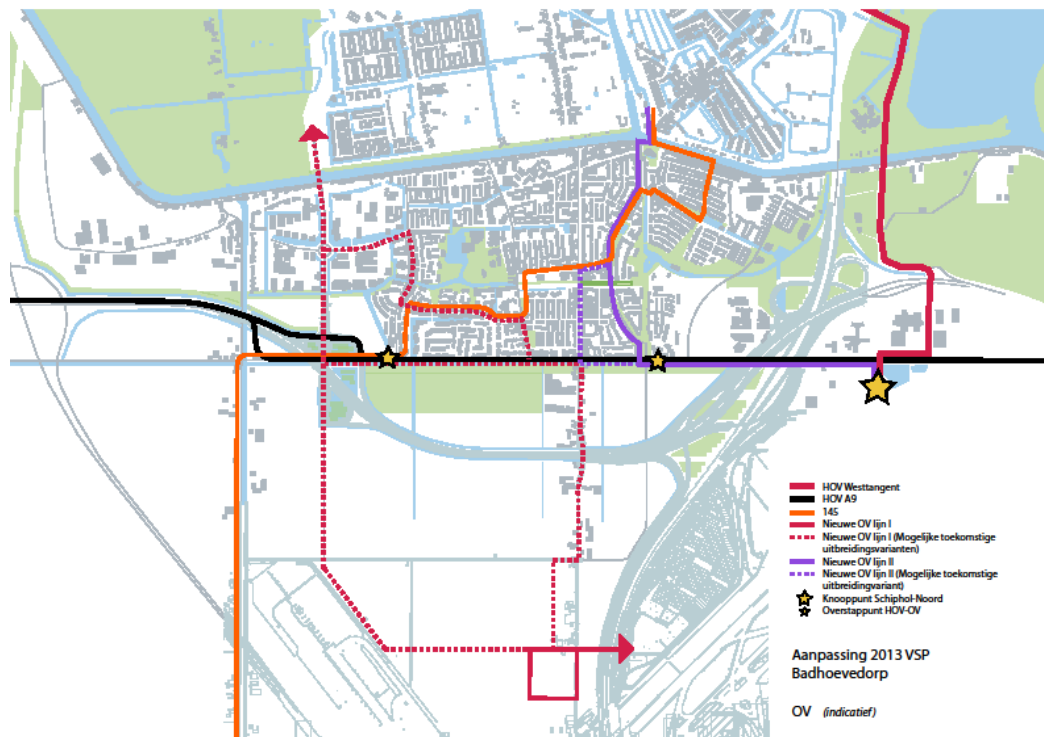 HOV Westtangent
HOV A9
145
Nieuwe OV lijn I
Nieuwe OV lijn I (Mogelijke toekomstige
uitbreidingsvarianten)
Nieuwe OV lijn II
Nieuwe OV lijn II (Mogelijke toekomstige
uitbreidingvariant)
Knooppunt Schiphol-Noord
Overstappunt HOV-OV
Aanpassing 2013 VSP
Badhoevedorp
OV (indicatief)